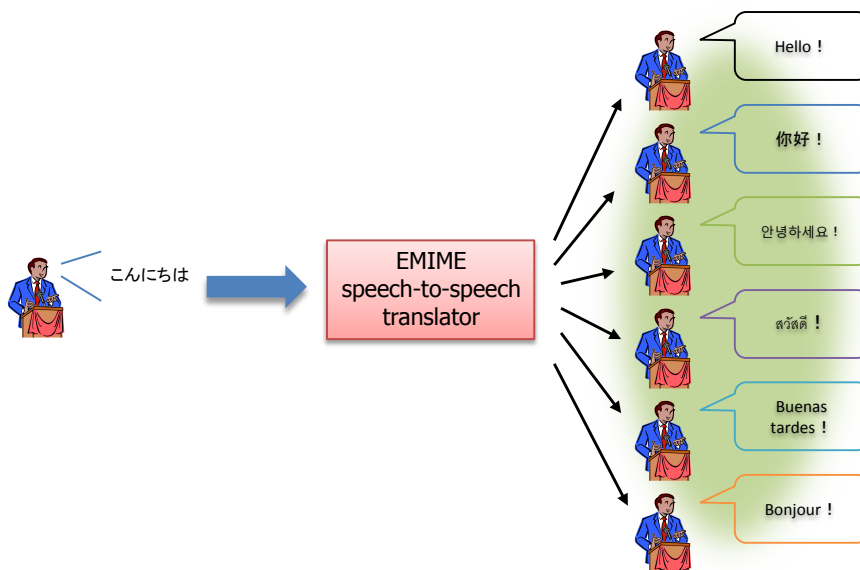 こんにちは
EMIME
speech-to-speech
translator
Hello！
你好！
안녕하세요！
สวัสดี！
Buenas
tardes！
Bonjour！